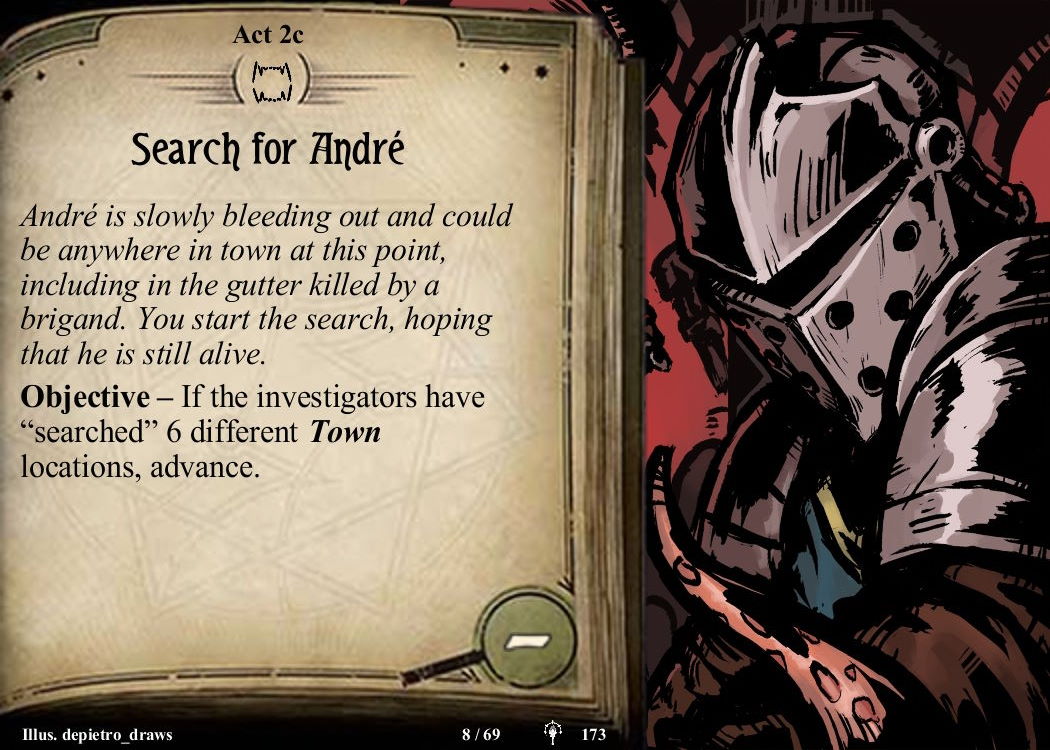 Act 2c
Search for André
André is slowly bleeding out and could
be anywhere in town at this point,
including in the gutter killed by a
brigand. You start the search, hoping
that he is still alive.
Objective – If the investigators have
“searched” 6 different Town
locations, advance.
–
Illus. depietro_draws
8 / 69
173